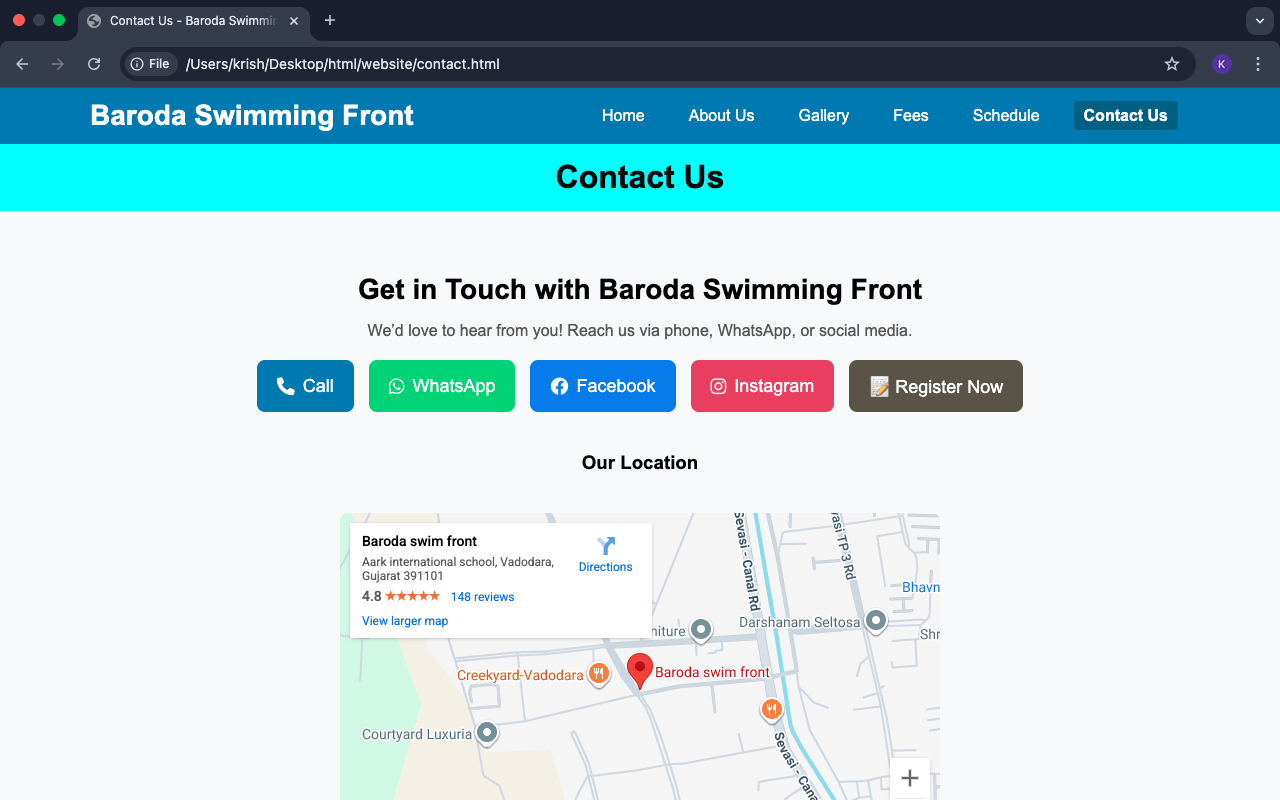 Contact Us - Baroda Swimmin
File
/Users/krish/Desktop/html/website/contact.html
K
Baroda Swimming Front
Home
About Us
Gallery
Fees
Schedule
Contact Us
Contact Us
Get in Touch with Baroda Swimming Front
We’d love to hear from you! Reach us via phone, WhatsApp, or social media.
Call
WhatsApp
Facebook
Instagram
Register Now
Our Location
Baroda swim front
Aark international school, Vadodara,
Gujarat 391101
4.8
148 reviews
View larger map
Directions
Sevasi - Canal Rd
vasi TP 3 Rd
Bhavn
niture
Darshanam Seltosa
Shr
Creekyard-Vadodara
Baroda swim front
Courtyard Luxuria
Sevasi - Cana